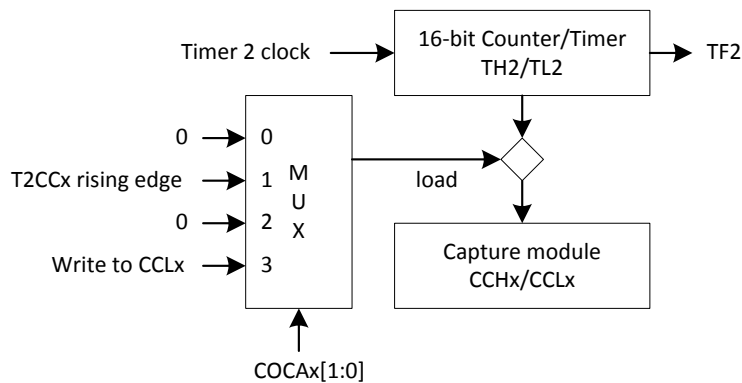 Timer 2 clock
16-bit Counter/Timer
TH2/TL2
TF2
0
0
T2CCx rising edge
1
0
2
Write to CCLx
3
M
U
X
load
Capture module
CCHx/CCLx
COCAx[1:0]